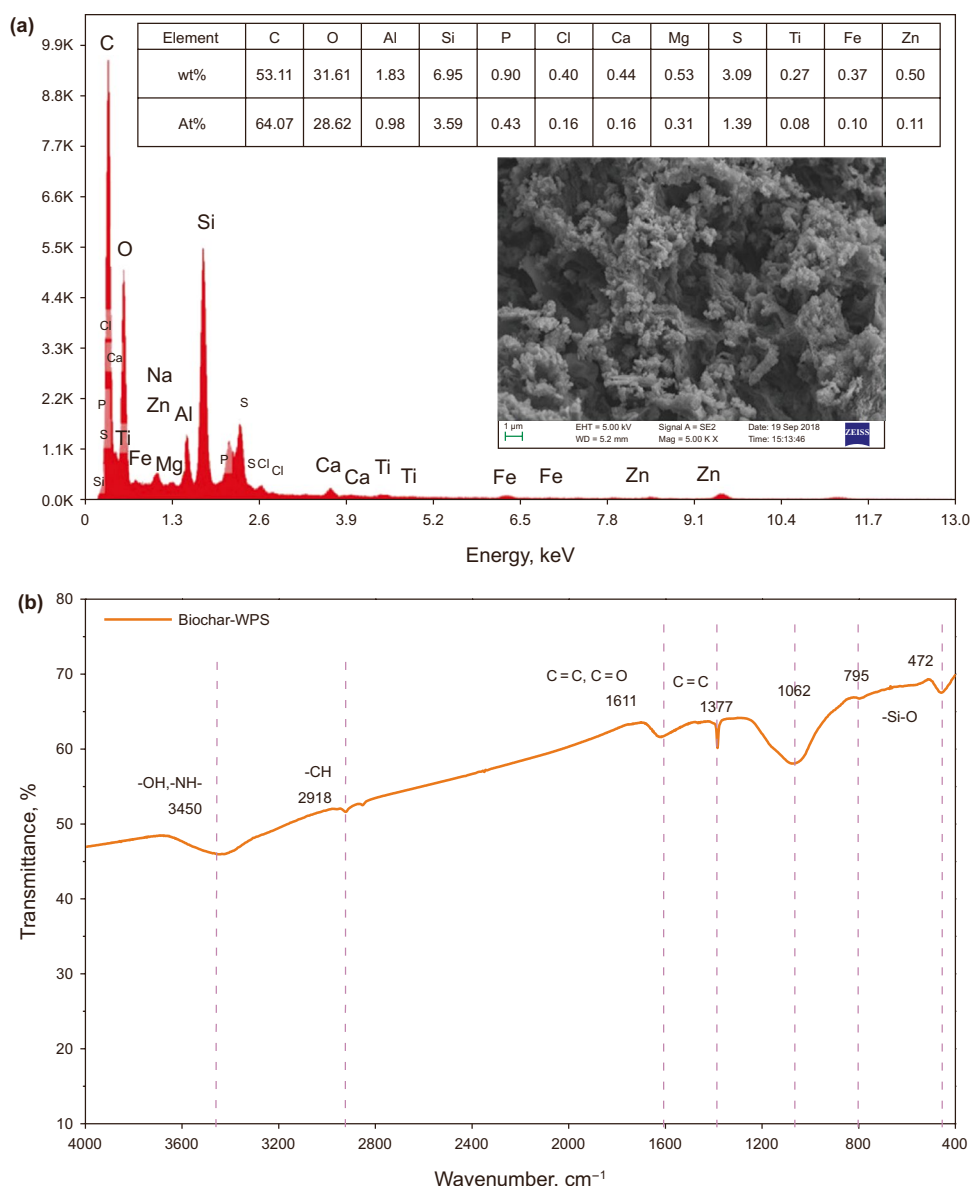 (a)
Element C O Al Si P Cl Ca Mg S Ti Fe Zn
wt% 53.11 31.61 1.83 6.95 0.90 0.40 0.44 0.53 3.09 0.27 0.37 0.50
At% 64.07 28.62 0.98 3.59 0.43 0.16 0.16 0.31 1.39 0.08 0.10 0.11
9.9K
8.8K
7.7K
6.6K
5.5K
4.4K
3.3K
2.2K
1.1K
0.0K
C
O
Si
Cl
Ca
P
S
Si
Ti
Fe
Na
Zn
Mg
Al
P
S
S Cl Cl
Ca
Ca
Ti
Ti
Fe
Fe
Zn
Zn
1 µm
EHT = 5.00 kV Signal A = SE2 Date: 19 Sep 2018
WD = 5.2 mm Mag = 5.00 K X Time: 15:13:46
ZEISS
0 1.3 2.6 3.9 5.2 6.5 7.8 9.1 10.4 11.7 13.0
Energy, keV
(b)
Biochar-WPS
80
70
60
50
40
30
20
10
Transmittance, %
-OH,-NH-
3450
-CH
2918
C=C, C=O
1611
C=C
1377
1062
795
472
-Si-O
4000 3600 3200 2800 2400 2000 1600 1200 800 400
Wavenumber, cm⁻¹